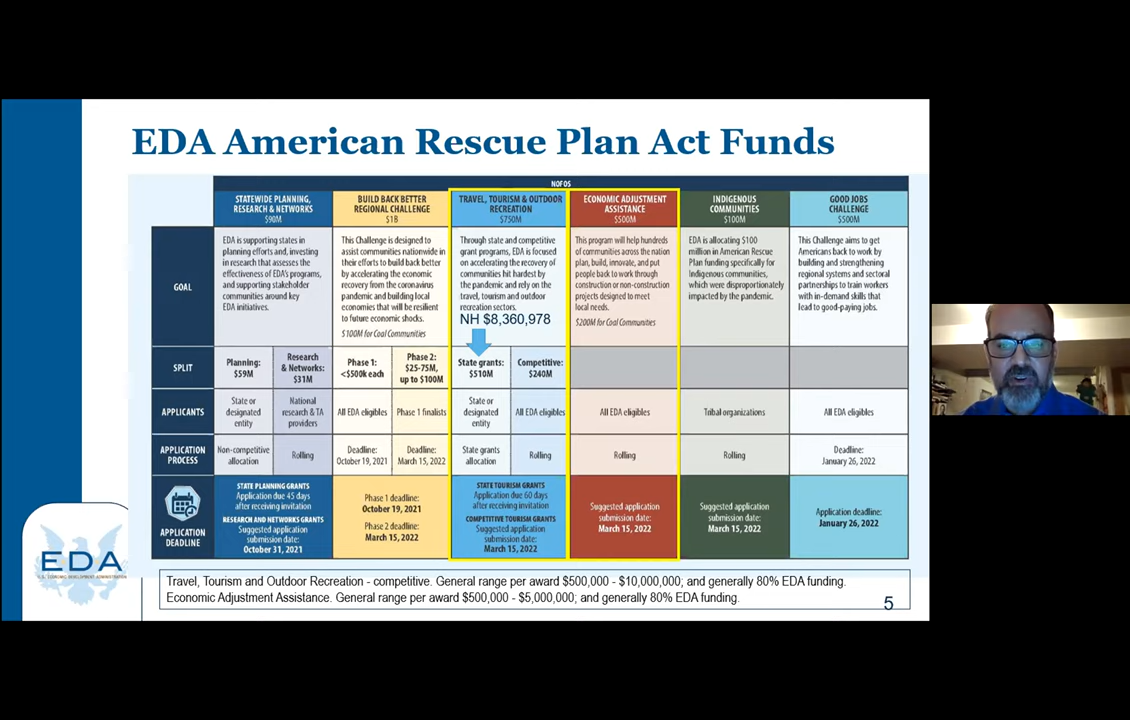 EDA American Rescue Plan Act Funds
NOFOS
STATEWIDE PLANNING,
RESEARCH & NETWORKS
$90M
BUILD BACK BETTER
REGIONAL CHALLENGE
$1B
TRAVEL, TOURISM & OUTDOOR
RECREATION
$750M
ECONOMIC ADJUSTMENT
ASSISTANCE
$500M
INDIGENOUS
COMMUNITIES
$100M
GOOD JOBS
CHALLENGE
$500M
GOAL
EDA is supporting states in
planning efforts and, investing
in research that assesses the
effectiveness of EDA's programs,
and supporting stakeholder
communities around key
EDA initiatives.
This Challenge is designed to
assist communities nationwide in
their efforts to build back better
by accelerating the economic
recovery from the coronavirus
pandemic and building local
economies that will be resilient
to future economic shocks.
$100M for Coal Communities
Through state and competitive
grant programs, EDA is focused
on accelerating the recovery of
communities hit hardest by
the pandemic and rely on the
travel, tourism and outdoor
recreation sectors.
NH $8,360,978
This program will help hundreds
of communities across the nation
plan, build, innovate, and put
people back to work through
construction or non-construction
projects designed to meet
local needs.
$200M for Coal Communities
EDA is allocating $100
million in American Rescue
Plan funding specifically for
Indigenous communities,
which were disproportionately
impacted by the pandemic.
This Challenge aims to get
Americans back to work by
building and strengthening
regional systems and sectoral
partnerships to train workers
with in-demand skills that
lead to good-paying jobs.
SPLIT
Planning:
$59M
Research
& Networks:
$31M
Phase 1:
<$500k each
Phase 2:
$25-75M,
up to $100M
State grants:
$510M
Competitive:
$240M
APPLICANTS
State or
designated
entity
National
research & TA
providers
All EDA eligibles
Phase 1 finalists
State or
designated
entity
All EDA eligibles
All EDA eligibles
Tribal organizations
All EDA eligibles
APPLICATION
PROCESS
Non-competitive
allocation
Rolling
Deadline:
October 19, 2021
Deadline:
March 15, 2022
State grants
allocation
Rolling
Rolling
Rolling
Deadline:
January 26, 2022
APPLICATION
DEADLINE
STATE PLANNING GRANTS
Application due 45 days
after receiving invitation
RESEARCH AND NETWORKS GRANTS
Suggested application
submission date:
October 31, 2021
Phase 1 deadline:
October 19, 2021
Phase 2 deadline:
March 15, 2022
STATE TOURISM GRANTS
Application due 60 days
after receiving invitation
COMPETITIVE TOURISM GRANTS
Suggested application
submission date:
March 15, 2022
Suggested application
submission date:
March 15, 2022
Suggested application
submission date:
March 15, 2022
Application deadline:
January 26, 2022
EDA
U.S. ECONOMIC DEVELOPMENT ADMINISTRATION
Travel, Tourism and Outdoor Recreation - competitive. General range per award $500,000 - $10,000,000; and generally 80% EDA funding.
Economic Adjustment Assistance. General range per award $500,000 - $5,000,000; and generally 80% EDA funding.
5